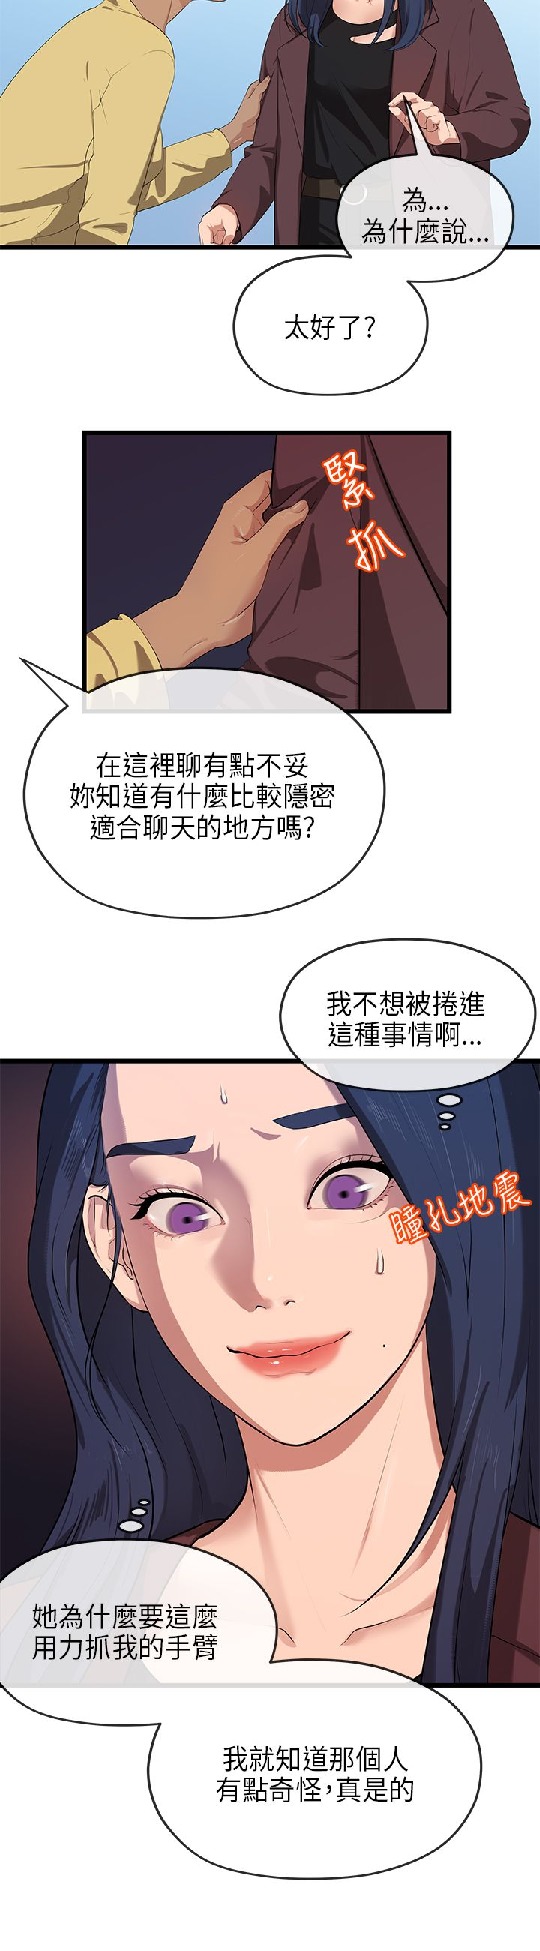 為...
為什麼說...
太好了?
緊抓
在這裡聊有點不妥
妳知道有什麼比較隱密
適合聊天的地方嗎?
我不想被捲進
這種事情啊...
瞳孔地震
她為什麼要這麼
用力抓我的手臂
我就知道那個人
有點奇怪,真是的